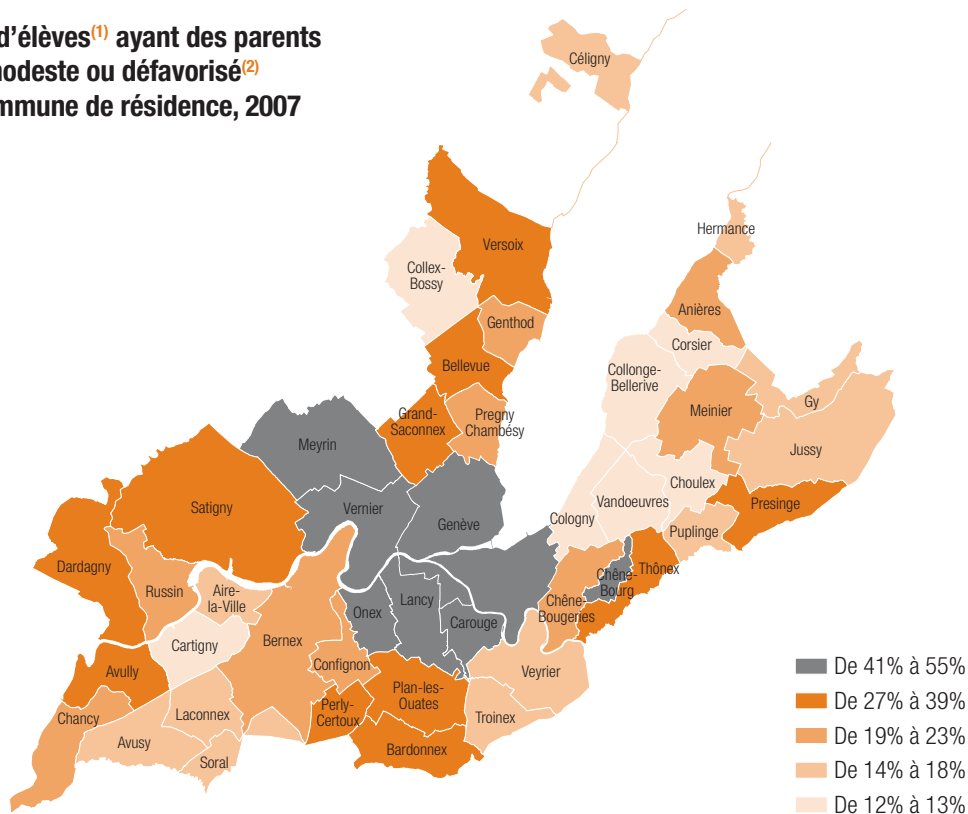 d'élèves(1) ayant des parents
modeste ou défavorisé(2)
mmune de résidence, 2007
Céligny
Hermance
Versoix
Collex-
Bossy
Anières
Genthod
Corsier
Bellevue
Collonge-
Bellerive
Gy
Meinier
Grand-
Saconnex
Pregny
Chambésy
Meyrin
Jussy
Choulex
Satigny
Vernier
Vandoeuvres
Presinge
Genève
Cologny
Puplinge
Dardagny
Chêne-
Bourg
Thônex
Russin
Aire-
la-Ville
Lancy
Chêne-
Bougeries
Onex
Carouge
Bernex
Cartigny
Confignon
Veyrier
Avully
Plan-les-
Ouates
Perly-
Certoux
Chancy
Laconnex
Troinex
Avusy
Bardonnex
Soral
De 41% à 55%
De 27% à 39%
De 19% à 23%
De 14% à 18%
De 12% à 13%